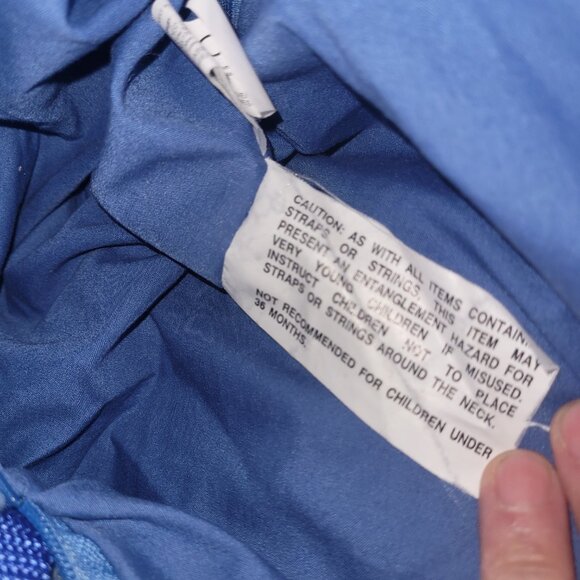 CAUTION: AS WITH ALL ITEMS CONTAIN
STRAPS OR STRINGS, THIS ITEM MAY
PRESENT AN ENTANGLEMENT HAZARD FOR
VERY YOUNG CHILDREN IF MISUSED.
INSTRUCT CHILDREN NOT TO PLACE
STRAPS OR STRINGS AROUND THE NECK.
NOT RECOMMENDED FOR CHILDREN UNDER
36 MONTHS.